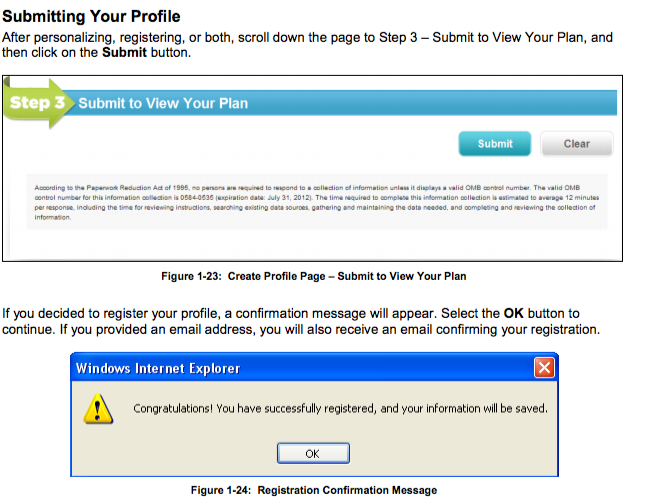 Submitting Your Profile
After personalizing, registering, or both, scroll down the page to Step 3 – Submit to View Your Plan, and
then click on the Submit button.
Step 3 Submit to View Your Plan
Submit Clear
According to the Paperwork Reduction Act of 1995, no persons are required to respond to a collection of information unless it displays a valid OMB control number. The valid OMB
control number for this information collection is 0584-0535 (expiration date: July 31, 2012). The time required to complete this information collection is estimated to average 12 minutes
per response, including the time for reviewing instructions, searching existing data sources, gathering and maintaining the data needed, and completing and reviewing the collection of
information.
Figure 1-23: Create Profile Page – Submit to View Your Plan
If you decided to register your profile, a confirmation message will appear. Select the OK button to
continue. If you provided an email address, you will also receive an email confirming your registration.
Windows Internet Explorer
Congratulations! You have successfully registered, and your information will be saved.
OK
Figure 1-24: Registration Confirmation Message